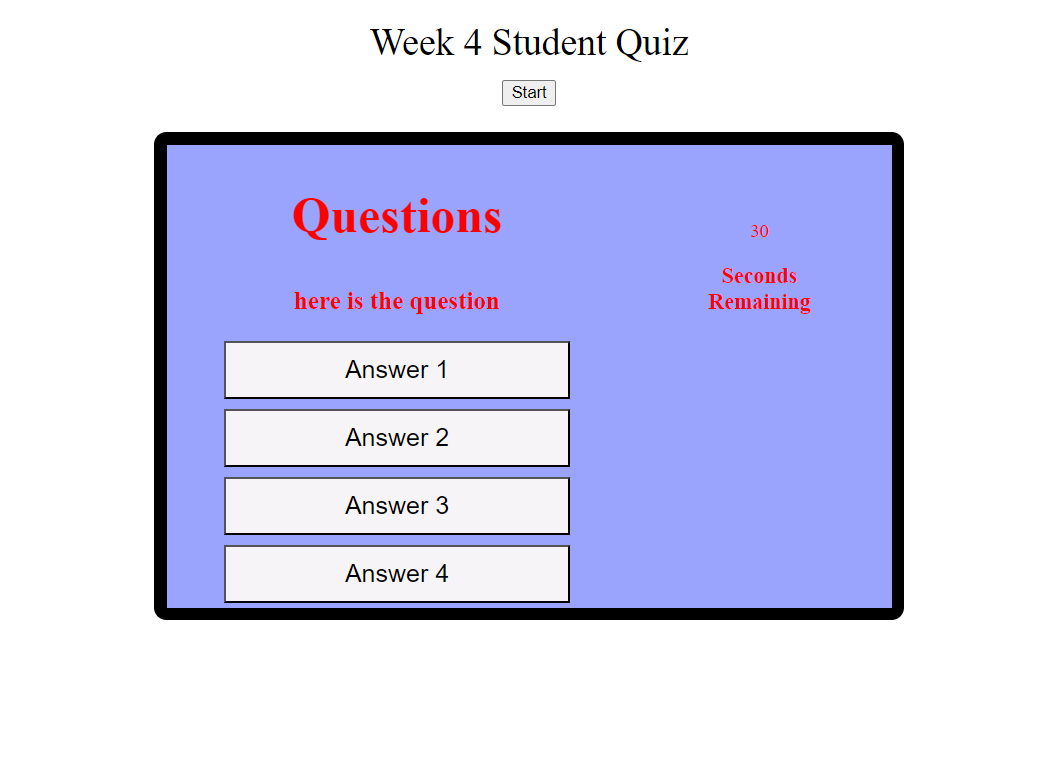 Week 4 Student Quiz
Start
Questions
here is the question
30
Seconds
Remaining
Answer 1
Answer 2
Answer 3
Answer 4